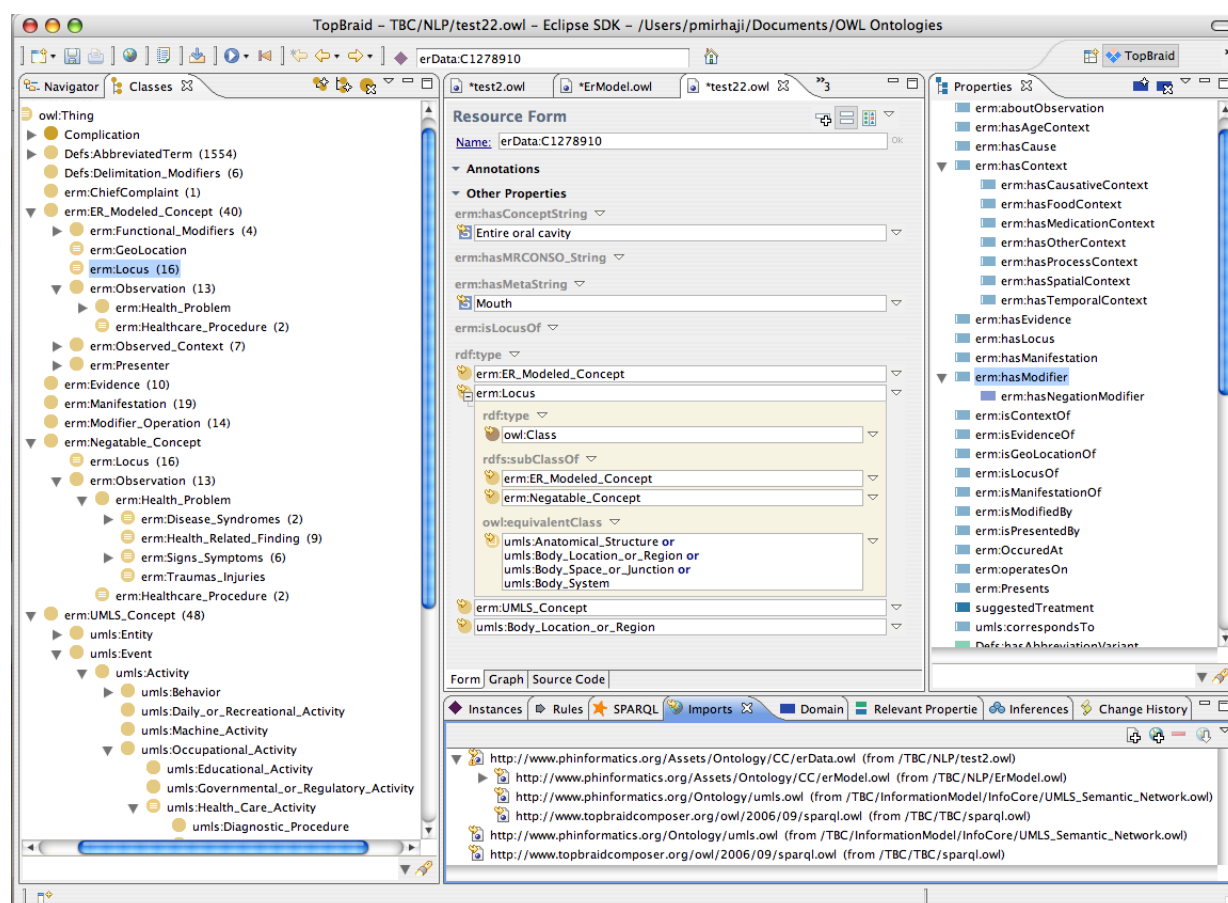 TopBraid – TBC/NLP/test22.owl – Eclipse SDK – /Users/pmirhaji/Documents/OWL Ontologies
erData:C1278910
TopBraid
Navigator
Classes
owl:Thing
Complication
Defs:AbbreviatedTerm (1554)
Defs:Delimitation_Modifiers (6)
erm:ChiefComplaint (1)
erm:ER_Modeled_Concept (40)
erm:Functional_Modifiers (4)
erm:GeoLocation
erm:Locus (16)
erm:Observation (13)
erm:Health_Problem
erm:Healthcare_Procedure (2)
erm:Observed_Context (7)
erm:Presenter
erm:Evidence (10)
erm:Manifestation (19)
erm:Modifier_Operation (14)
erm:Negatable_Concept
erm:Locus (16)
erm:Observation (13)
erm:Health_Problem
erm:Disease_Syndromes (2)
erm:Health_Related_Finding (9)
erm:Signs_Symptoms (6)
erm:Traumas_Injuries
erm:Healthcare_Procedure (2)
erm:UMLS_Concept (48)
umls:Entity
umls:Event
umls:Activity
umls:Behavior
umls:Daily_or_Recreational_Activity
umls:Machine_Activity
umls:Occupational_Activity
umls:Educational_Activity
umls:Governmental_or_Regulatory_Activity
umls:Health_Care_Activity
umls:Diagnostic_Procedure
*test2.owl
*ErModel.owl
*test22.owl
3
Resource Form
Name: erData:C1278910
Ok
Annotations
Other Properties
erm:hasConceptString
Entire oral cavity
erm:hasMRCONSO_String
erm:hasMetaString
Mouth
erm:isLocusOf
rdf:type
erm:ER_Modeled_Concept
erm:Locus
rdf:type
owl:Class
rdfs:subClassOf
erm:ER_Modeled_Concept
erm:Negatable_Concept
owl:equivalentClass
umls:Anatomical_Structure or
umls:Body_Location_or_Region or
umls:Body_Space_or_Junction or
umls:Body_System
erm:UMLS_Concept
umls:Body_Location_or_Region
Form
Graph
Source Code
Properties
erm:aboutObservation
erm:hasAgeContext
erm:hasCause
erm:hasContext
erm:hasCausativeContext
erm:hasFoodContext
erm:hasMedicationContext
erm:hasOtherContext
erm:hasProcessContext
erm:hasSpatialContext
erm:hasTemporalContext
erm:hasEvidence
erm:hasLocus
erm:hasManifestation
erm:hasModifier
erm:hasNegationModifier
erm:isContextOf
erm:isEvidenceOf
erm:isGeoLocationOf
erm:isLocusOf
erm:isManifestationOf
erm:isModifiedBy
erm:isPresentedBy
erm:OccuredAt
erm:operatesOn
erm:Presents
suggestedTreatment
umls:correspondsTo
Defs:hasAbbreviationVariant
Instances
Rules
SPARQL
Imports
Domain
Relevant Propertie
Inferences
Change History
http://www.phinformatics.org/Assets/Ontology/CC/erData.owl (from /TBC/NLP/test2.owl)
http://www.phinformatics.org/Assets/Ontology/CC/erModel.owl (from /TBC/NLP/ErModel.owl)
http://www.phinformatics.org/Ontology/umls.owl (from /TBC/InformationModel/InfoCore/UMLS_Semantic_Network.owl)
http://www.topbraidcomposer.org/owl/2006/09/sparql.owl (from /TBC/TBC/sparql.owl)
http://www.phinformatics.org/Ontology/umls.owl (from /TBC/InformationModel/InfoCore/UMLS_Semantic_Network.owl)
http://www.topbraidcomposer.org/owl/2006/09/sparql.owl (from /TBC/TBC/sparql.owl)